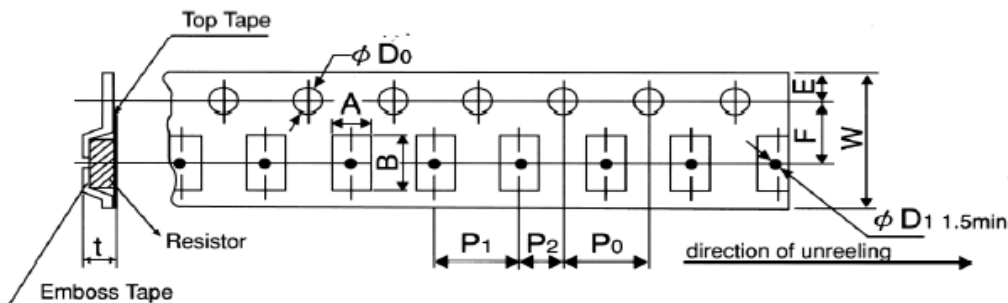 Top Tape
ϕ D0
A
B
E
F
W
t
Resistor
Emboss Tape
P1
P2
P0
ϕ D1 1.5min
direction of unreeling